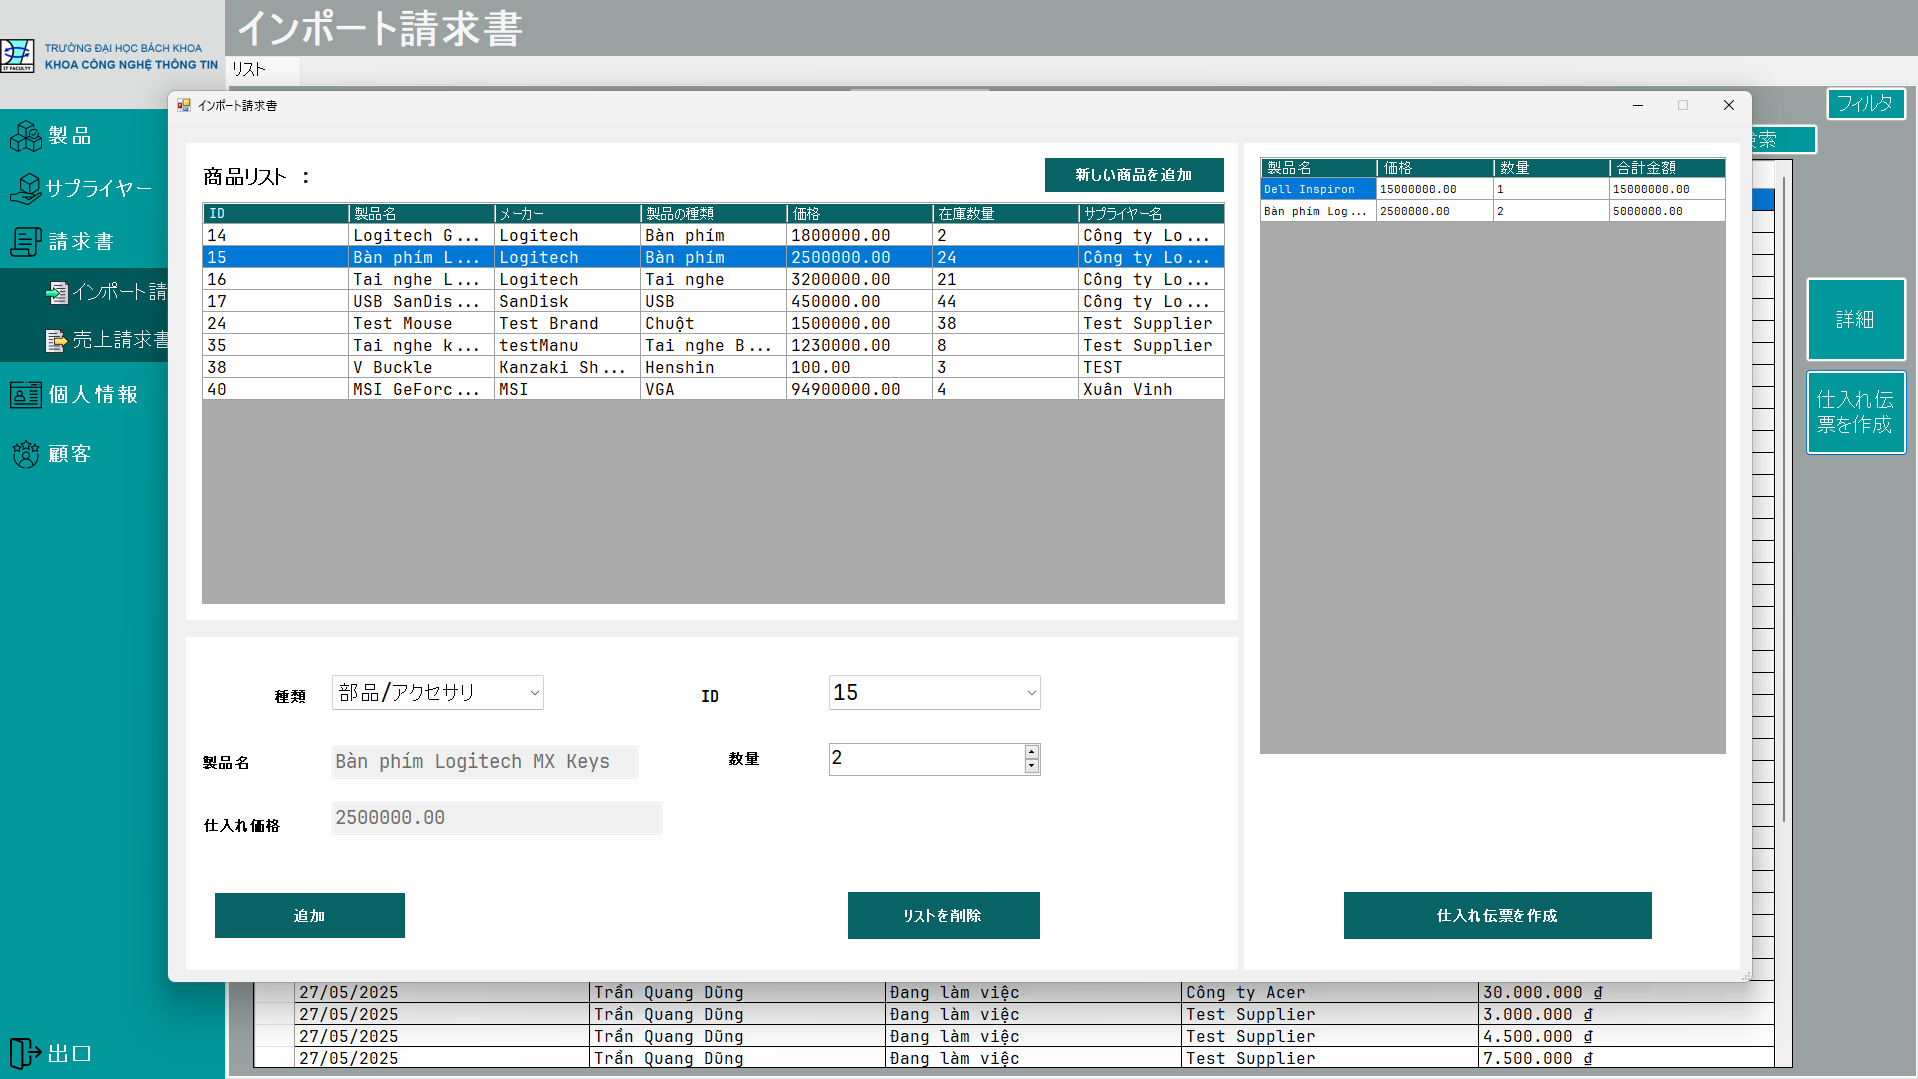 インポート請求書
TRƯỜNG ĐẠI HỌC BÁCH KHOA
KHOA CÔNG NGHỆ THÔNG TIN
IT FACULTY
リスト
製品
サプライヤー
請求書
インポート請
売上請求書
個人情報
顧客
出口
フィルタ
検索
詳細
仕入れ伝
票を作成
インポート請求書
商品リスト ：
新しい商品を追加
ID 製品名 メーカー 製品の種類 価格 在庫数量 サプライヤー名
14 Logitech G... Logitech Bàn phím 1800000.00 2 Công ty Lo...
15 Bàn phím L... Logitech Bàn phím 2500000.00 24 Công ty Lo...
16 Tai nghe L... Logitech Tai nghe 3200000.00 21 Công ty Lo...
17 USB SanDis... SanDisk USB 450000.00 44 Công ty Lo...
24 Test Mouse Test Brand Chuột 1500000.00 38 Test Supplier
35 Tai nghe k... testManu Tai nghe B... 1230000.00 8 Test Supplier
38 V Buckle Kanzaki Sh... Henshin 100.00 3 TEST
40 MSI GeForc... MSI VGA 94900000.00 4 Xuân Vinh
種類 部品/アクセサリ ID 15
製品名 Bàn phím Logitech MX Keys 数量 2
仕入れ価格 2500000.00
追加 リストを削除
製品名 価格 数量 合計金額
Dell Inspiron 15000000.00 1 15000000.00
Bàn phím Log... 2500000.00 2 5000000.00
仕入れ伝票を作成
27/05/2025 Trần Quang Dũng Đang làm việc Công ty Acer 30.000.000 ₫
27/05/2025 Trần Quang Dũng Đang làm việc Test Supplier 3.000.000 ₫
27/05/2025 Trần Quang Dũng Đang làm việc Test Supplier 4.500.000 ₫
27/05/2025 Trần Quang Dũng Đang làm việc Test Supplier 7.500.000 ₫